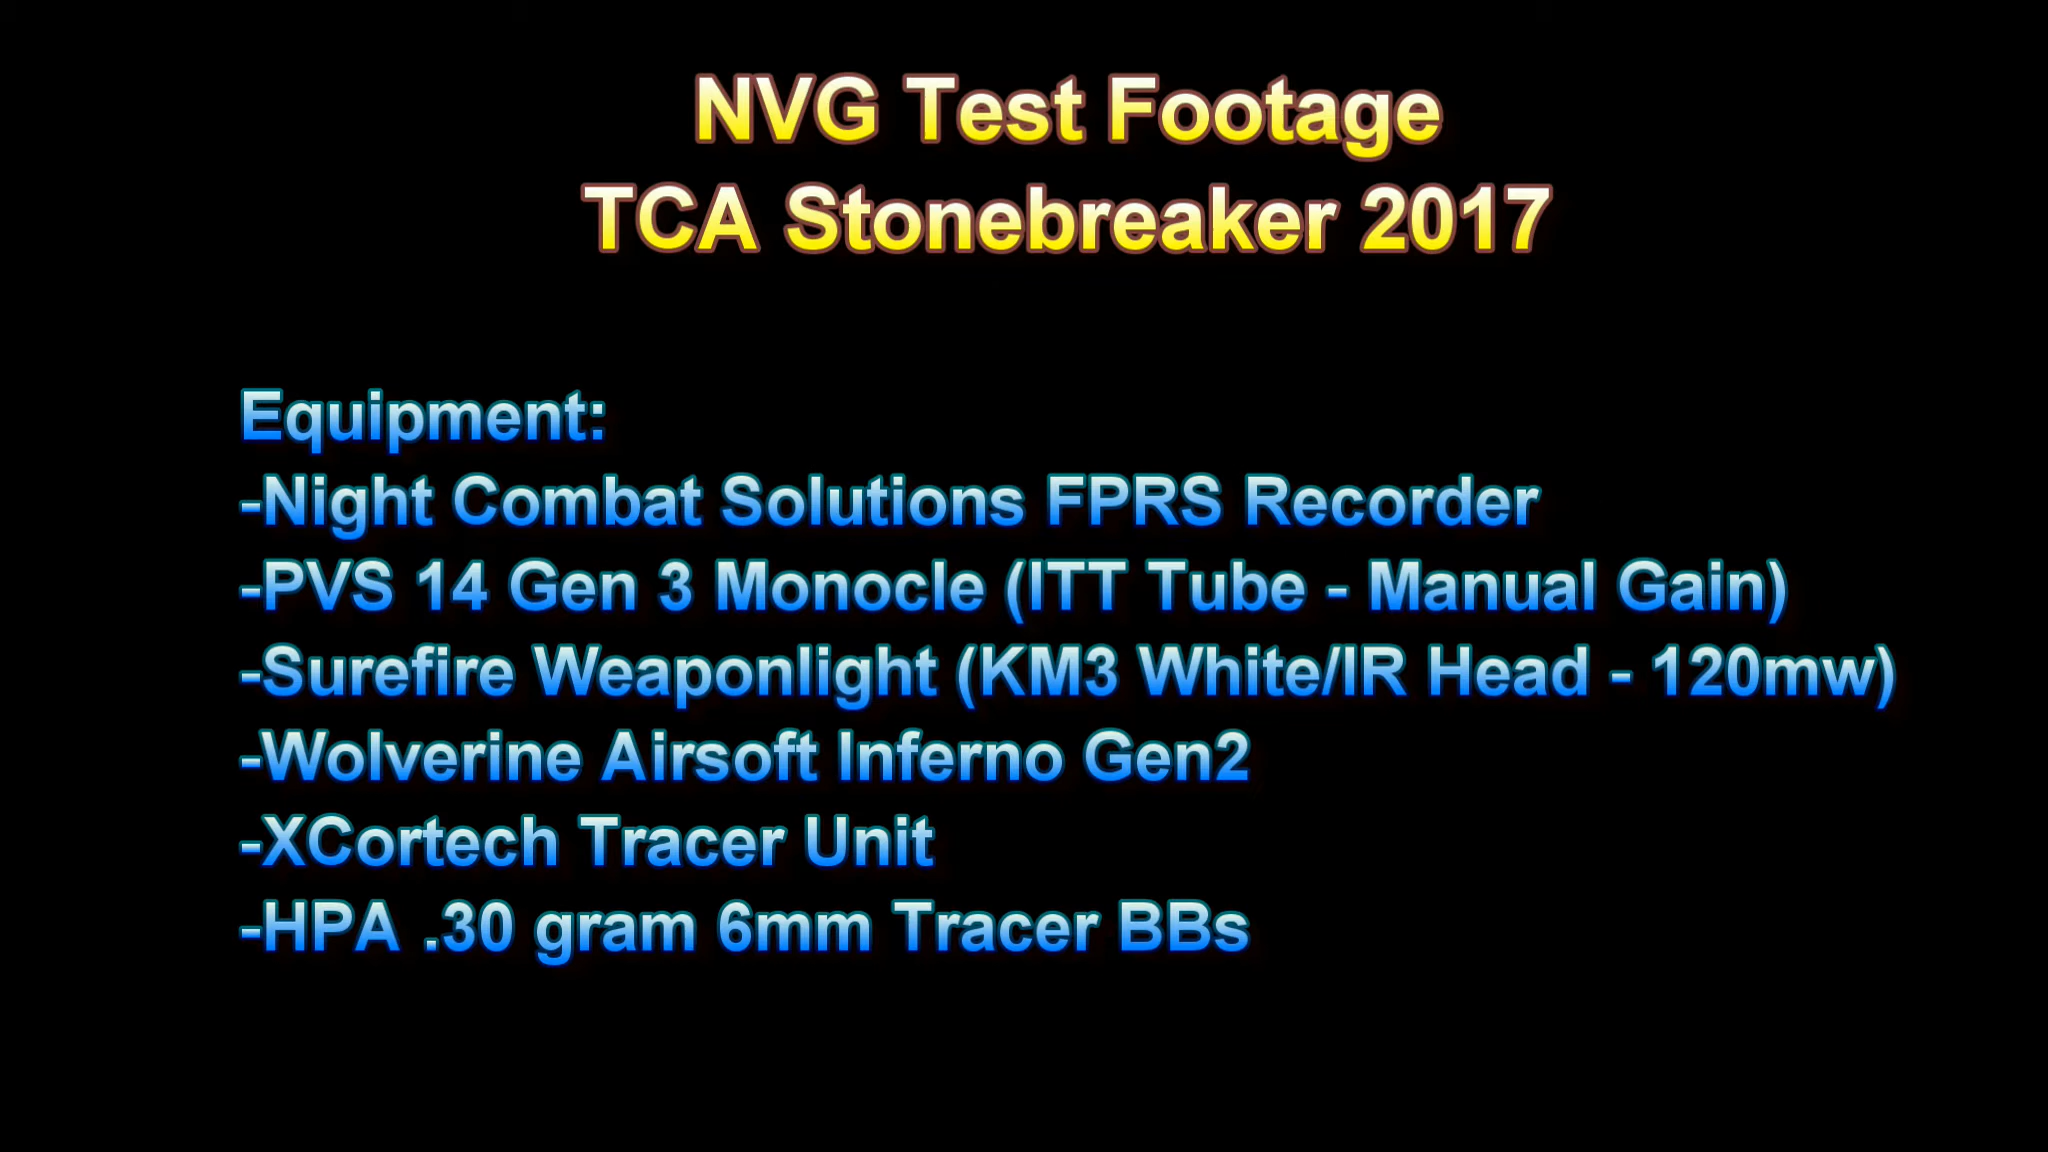 NVG Test Footage
TCA Stonebreaker 2017
Equipment:
-Night Combat Solutions FPRS Recorder
-PVS 14 Gen 3 Monocle (ITT Tube - Manual Gain)
-Surefire Weaponlight (KM3 White/IR Head - 120mw)
-Wolverine Airsoft Inferno Gen2
-XCortech Tracer Unit
-HPA .30 gram 6mm Tracer BBs